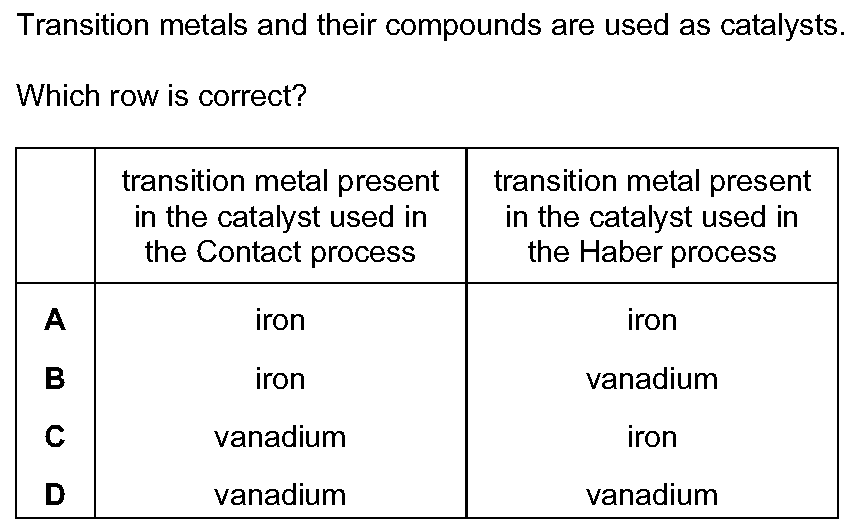 Transition metals and their compounds are used as catalysts.
Which row is correct?
transition metal present transition metal present
in the catalyst used in in the catalyst used in
the Contact process the Haber process
A iron iron
B iron vanadium
C vanadium iron
D vanadium vanadium